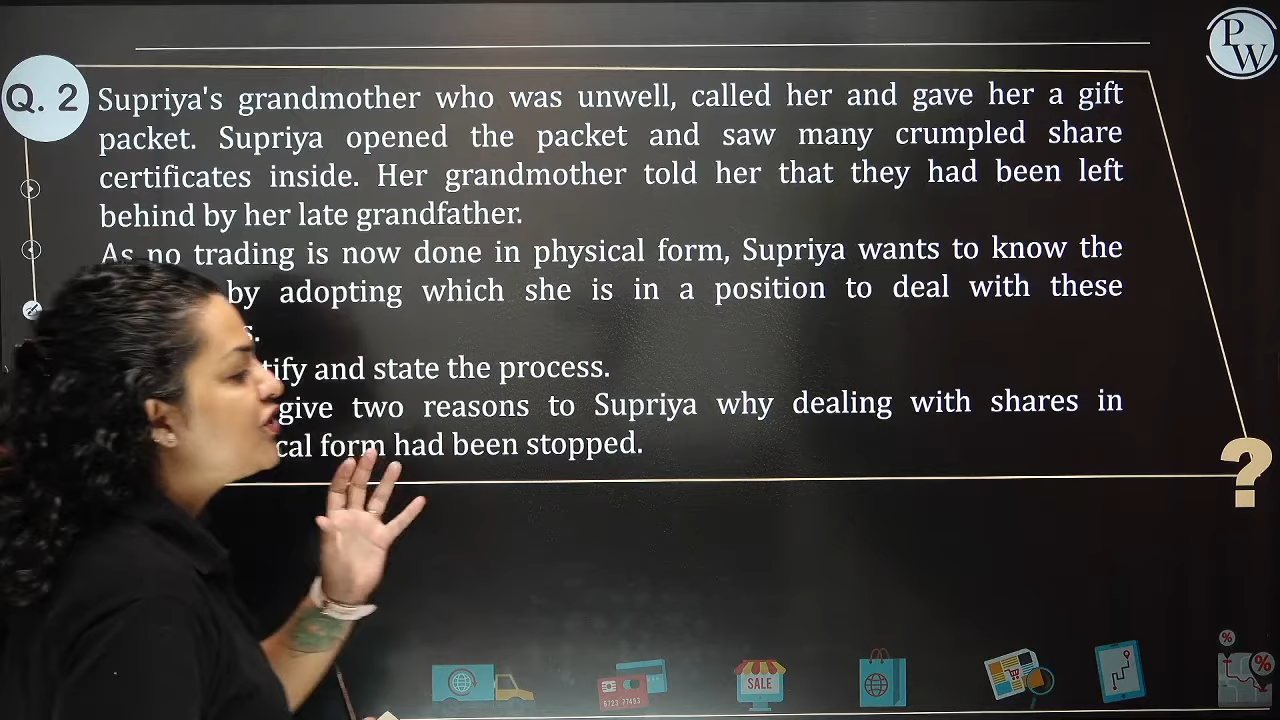 P
W
Q. 2
Supriya's grandmother who was unwell, called her and gave her a gift
packet. Supriya opened the packet and saw many crumpled share
certificates inside. Her grandmother told her that they had been left
behind by her late grandfather.
As no trading is now done in physical form, Supriya wants to know the
by adopting which she is in a position to deal with these
s.
tify and state the process.
give two reasons to Supriya why dealing with shares in
cal form had been stopped.
?
%
%
SALE
6723 77493